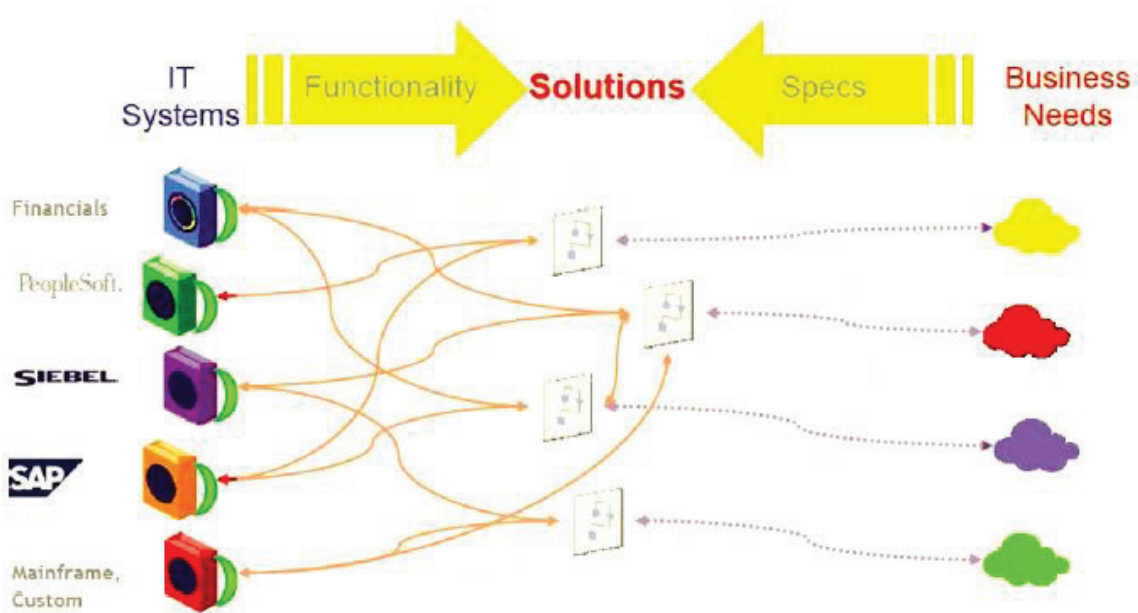 IT
Systems
Functionality
Solutions
Specs
Business
Needs
Financials
PeopleSoft.
SIEBEL
SAP
Mainframe,
Custom